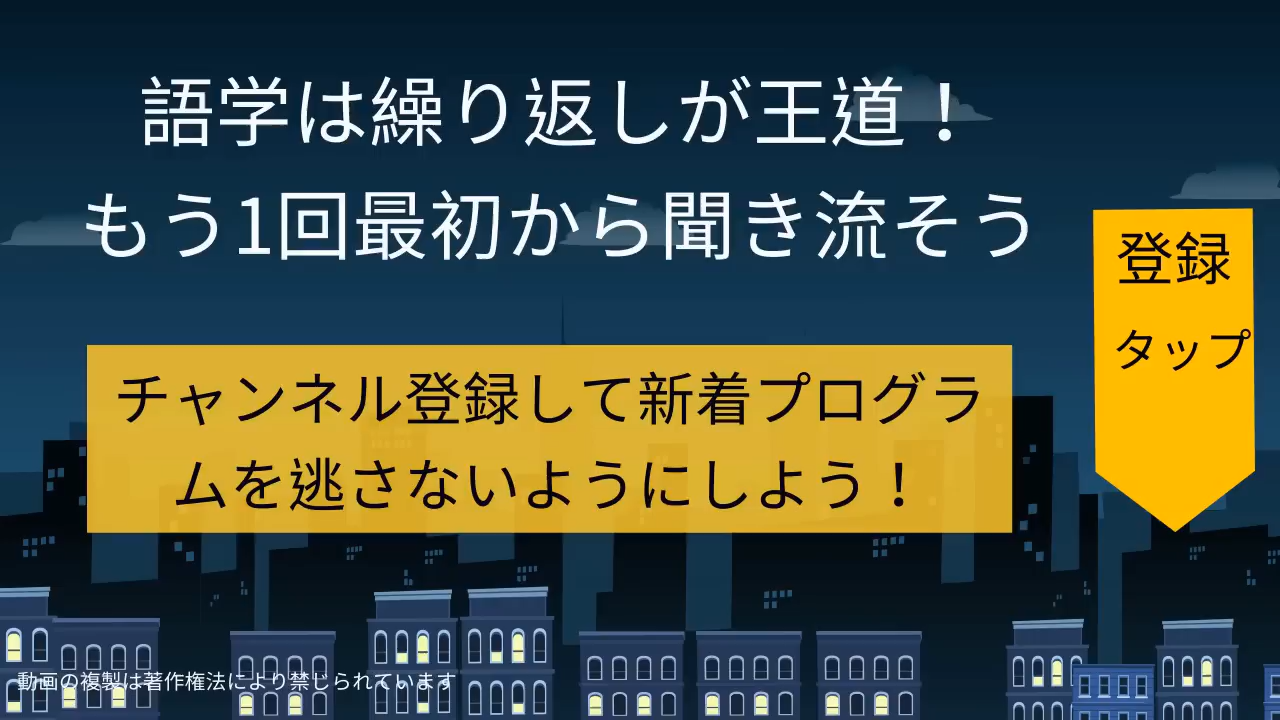 語学は繰り返しが王道！
もう1回最初から聞き流そう
登録
タップ
チャンネル登録して新着プログラ
ムを逃さないようにしよう！
動画の複製は著作権法により禁じられています